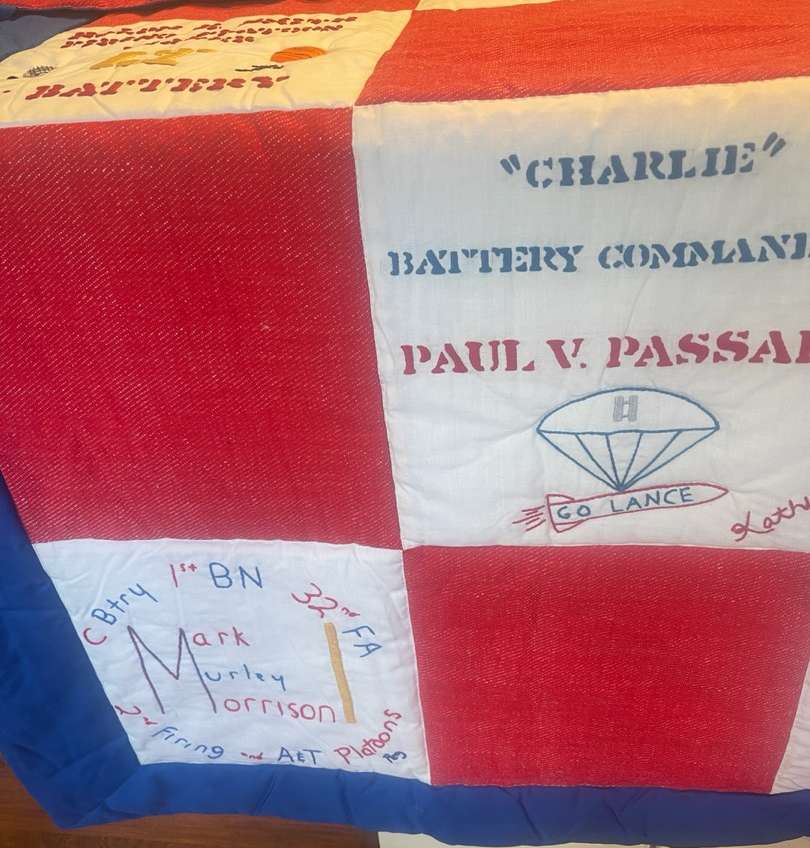 BATTERY
"CHARLIE"
BATTERY COMMAND
PAUL V. PASSA
GO LANCE
Kath
1st BN
C Btry
32nd FA
Mark
Murley
Morrison
2nd Firing and A&T Platoons